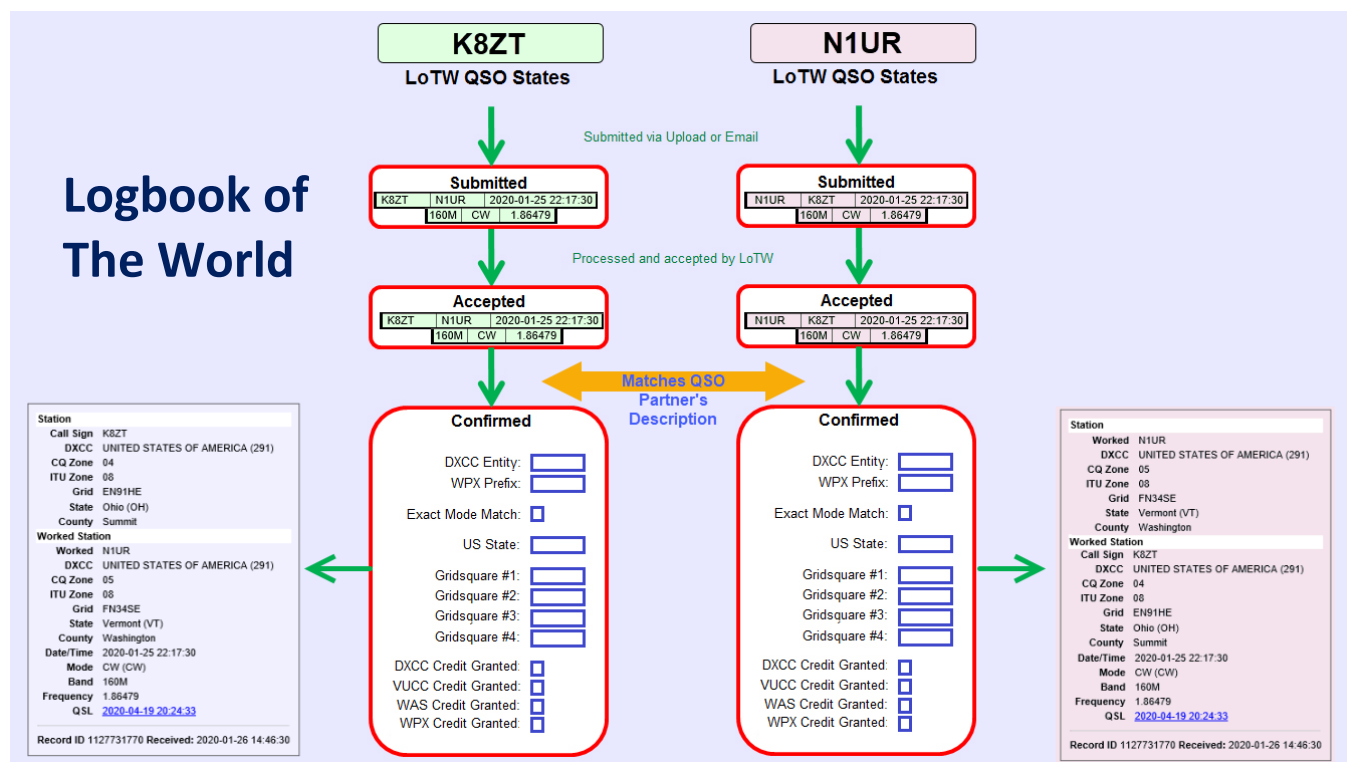 K8ZT
LoTW QSO States
N1UR
LoTW QSO States
Submitted via Upload or Email
Logbook of
The World
Submitted
K8ZT N1UR 2020-01-25 22:17:30
160M CW 1.86479
Submitted
N1UR K8ZT 2020-01-25 22:17:30
160M CW 1.86479
Processed and accepted by LoTW
Accepted
K8ZT N1UR 2020-01-25 22:17:30
160M CW 1.86479
Accepted
N1UR K8ZT 2020-01-25 22:17:30
160M CW 1.86479
Matches QSO
Partner's
Description
Station
Call Sign K8ZT
DXCC UNITED STATES OF AMERICA (291)
CQ Zone 04
ITU Zone 08
Grid EN91HE
State Ohio (OH)
County Summit
Worked Station
Worked N1UR
DXCC UNITED STATES OF AMERICA (291)
CQ Zone 05
ITU Zone 08
Grid FN34SE
State Vermont (VT)
County Washington
Date/Time 2020-01-25 22:17:30
Mode CW (CW)
Band 160M
Frequency 1.86479
QSL 2020-04-19 20:24:33
Record ID 1127731770 Received: 2020-01-26 14:46:30
Confirmed
DXCC Entity:
WPX Prefix:
Exact Mode Match:
US State:
Gridsquare #1:
Gridsquare #2:
Gridsquare #3:
Gridsquare #4:
DXCC Credit Granted:
VUCC Credit Granted:
WAS Credit Granted:
WPX Credit Granted:
Confirmed
DXCC Entity:
WPX Prefix:
Exact Mode Match:
US State:
Gridsquare #1:
Gridsquare #2:
Gridsquare #3:
Gridsquare #4:
DXCC Credit Granted:
VUCC Credit Granted:
WAS Credit Granted:
WPX Credit Granted:
Station
Worked N1UR
DXCC UNITED STATES OF AMERICA (291)
CQ Zone 05
ITU Zone 08
Grid FN34SE
State Vermont (VT)
County Washington
Worked Station
Call Sign K8ZT
DXCC UNITED STATES OF AMERICA (291)
CQ Zone 04
ITU Zone 08
Grid EN91HE
State Ohio (OH)
County Summit
Date/Time 2020-01-25 22:17:30
Mode CW (CW)
Band 160M
Frequency 1.86479
QSL 2020-04-19 20:24:33
Record ID 1127731770 Received: 2020-01-26 14:46:30